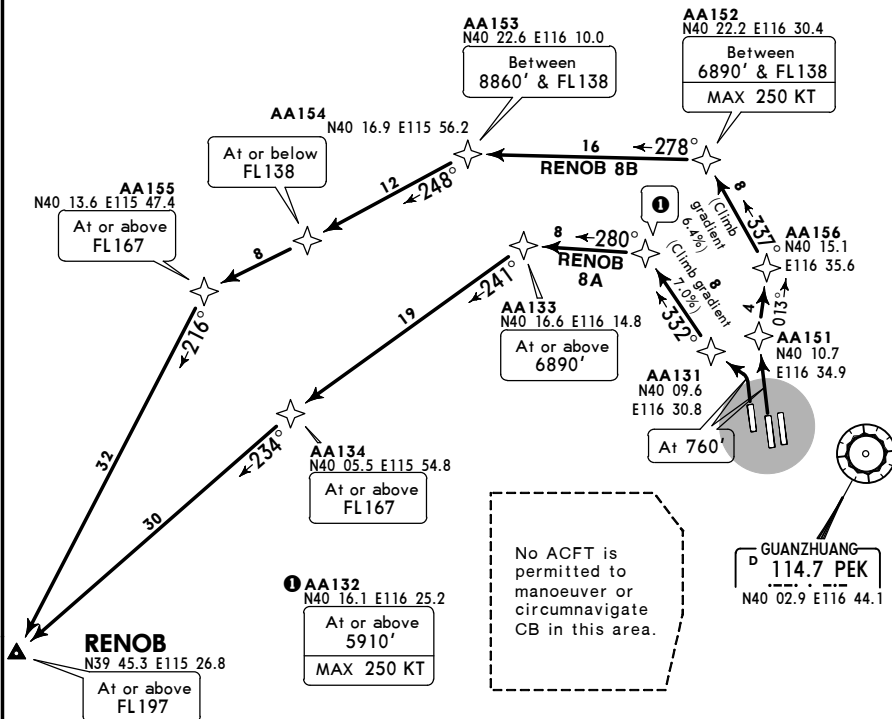 AA153
N40 22.6 E116 10.0
Between
8860' & FL138
AA152
N40 22.2 E116 30.4
Between
6890' & FL138
MAX 250 KT
AA154
N40 16.9 E115 56.2
At or below
FL138
AA155
N40 13.6 E115 47.4
At or above
FL167
16
278°
RENOB 8B
12
248°
8
8
337°
(Climb
gradient
6.4%)
❶
8
280°
RENOB
8A
8
(Climb gradient
7.0%)
332°
AA156
N40 15.1
E116 35.6
4
013°
AA151
N40 10.7
E116 34.9
241°
19
AA133
N40 16.6 E116 14.8
At or above
6890'
AA131
N40 09.6
E116 30.8
At 760'
216°
32
234°
30
AA134
N40 05.5 E115 54.8
At or above
FL167
❶ AA132
N40 16.1 E116 25.2
At or above
5910'
MAX 250 KT
No ACFT is
permitted to
manoeuver or
circumnavigate
CB in this area.
GUANZHUANG
D 114.7 PEK
N40 02.9 E116 44.1
RENOB
N39 45.3 E115 26.8
At or above
FL197